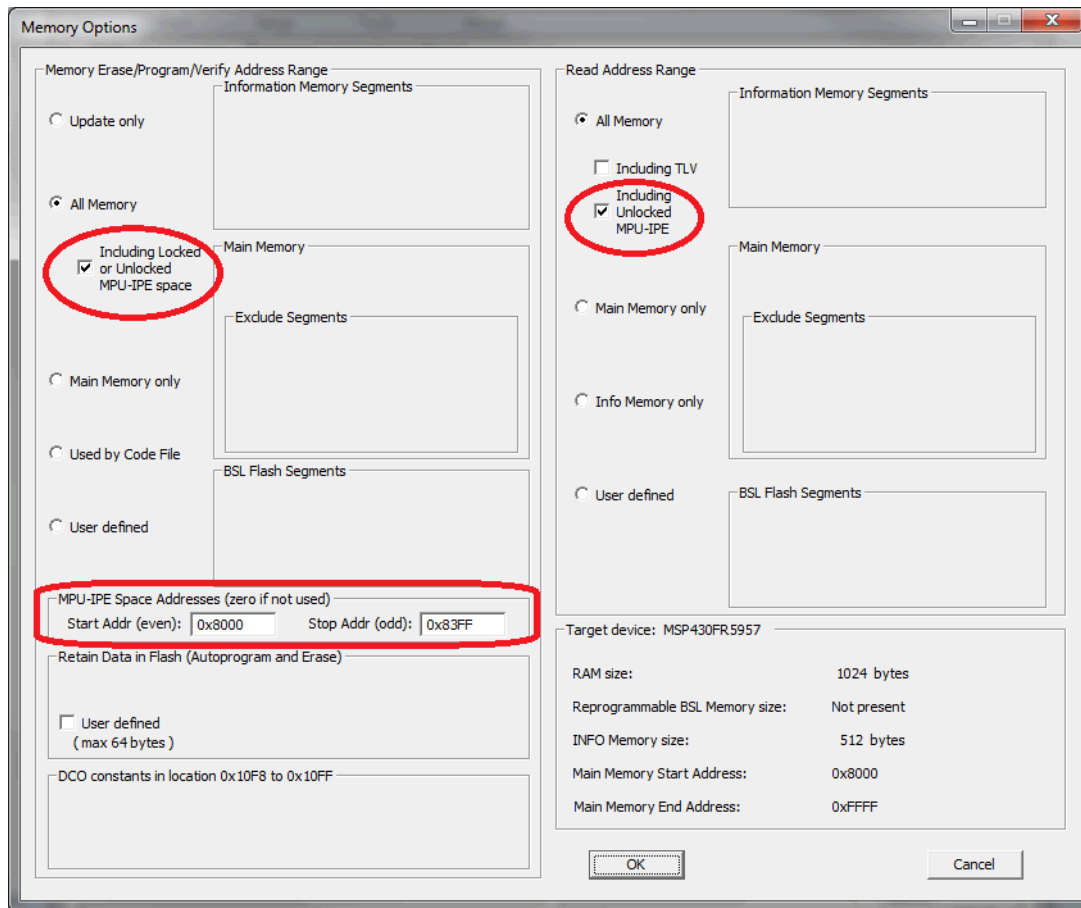 Memory Options
Memory Erase/Program/Verify Address Range
Information Memory Segments
Update only
All Memory
Including Locked
or Unlocked
MPU-IPE space
Main Memory
Exclude Segments
Main Memory only
Used by Code File
BSL Flash Segments
User defined
MPU-IPE Space Addresses (zero if not used)
Start Addr (even): 0x8000 Stop Addr (odd): 0x83FF
Retain Data in Flash (Autoprogram and Erase)
User defined
( max 64 bytes )
DCO constants in location 0x10F8 to 0x10FF
Read Address Range
Information Memory Segments
All Memory
Including TLV
Including
Unlocked
MPU-IPE
Main Memory
Main Memory only
Exclude Segments
Info Memory only
User defined
BSL Flash Segments
Target device: MSP430FR5957
RAM size: 1024 bytes
Reprogrammable BSL Memory size: Not present
INFO Memory size: 512 bytes
Main Memory Start Address: 0x8000
Main Memory End Address: 0xFFFF
OK Cancel